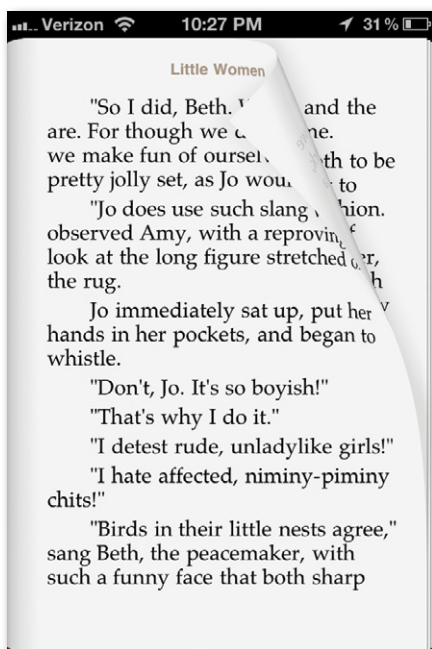 Verizon 10:27 PM 31%
Little Women
"So I did, Beth. and the
are. For though we ne.
we make fun of oursel th to be
pretty jolly set, as Jo wou to
"Jo does use such slang hion.
observed Amy, with a reproving
look at the long figure stretched er,
the rug. h
Jo immediately sat up, put her
hands in her pockets, and began to
whistle.
"Don't, Jo. It's so boyish!"
"That's why I do it."
"I detest rude, unladylike girls!"
"I hate affected, niminy-piminy
chits!"
"Birds in their little nests agree,"
sang Beth, the peacemaker, with
such a funny face that both sharp